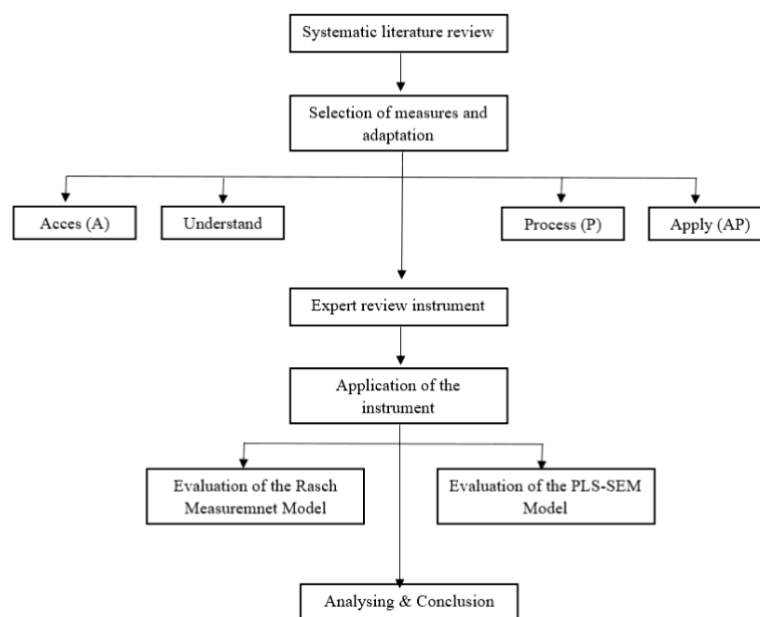 Systematic literature review
Selection of measures and
adaptation
Acces (A)
Understand
Process (P)
Apply (AP)
Expert review instrument
Application of the
instrument
Evaluation of the Rasch
Measuremnet Model
Evaluation of the PLS-SEM
Model
Analysing & Conclusion